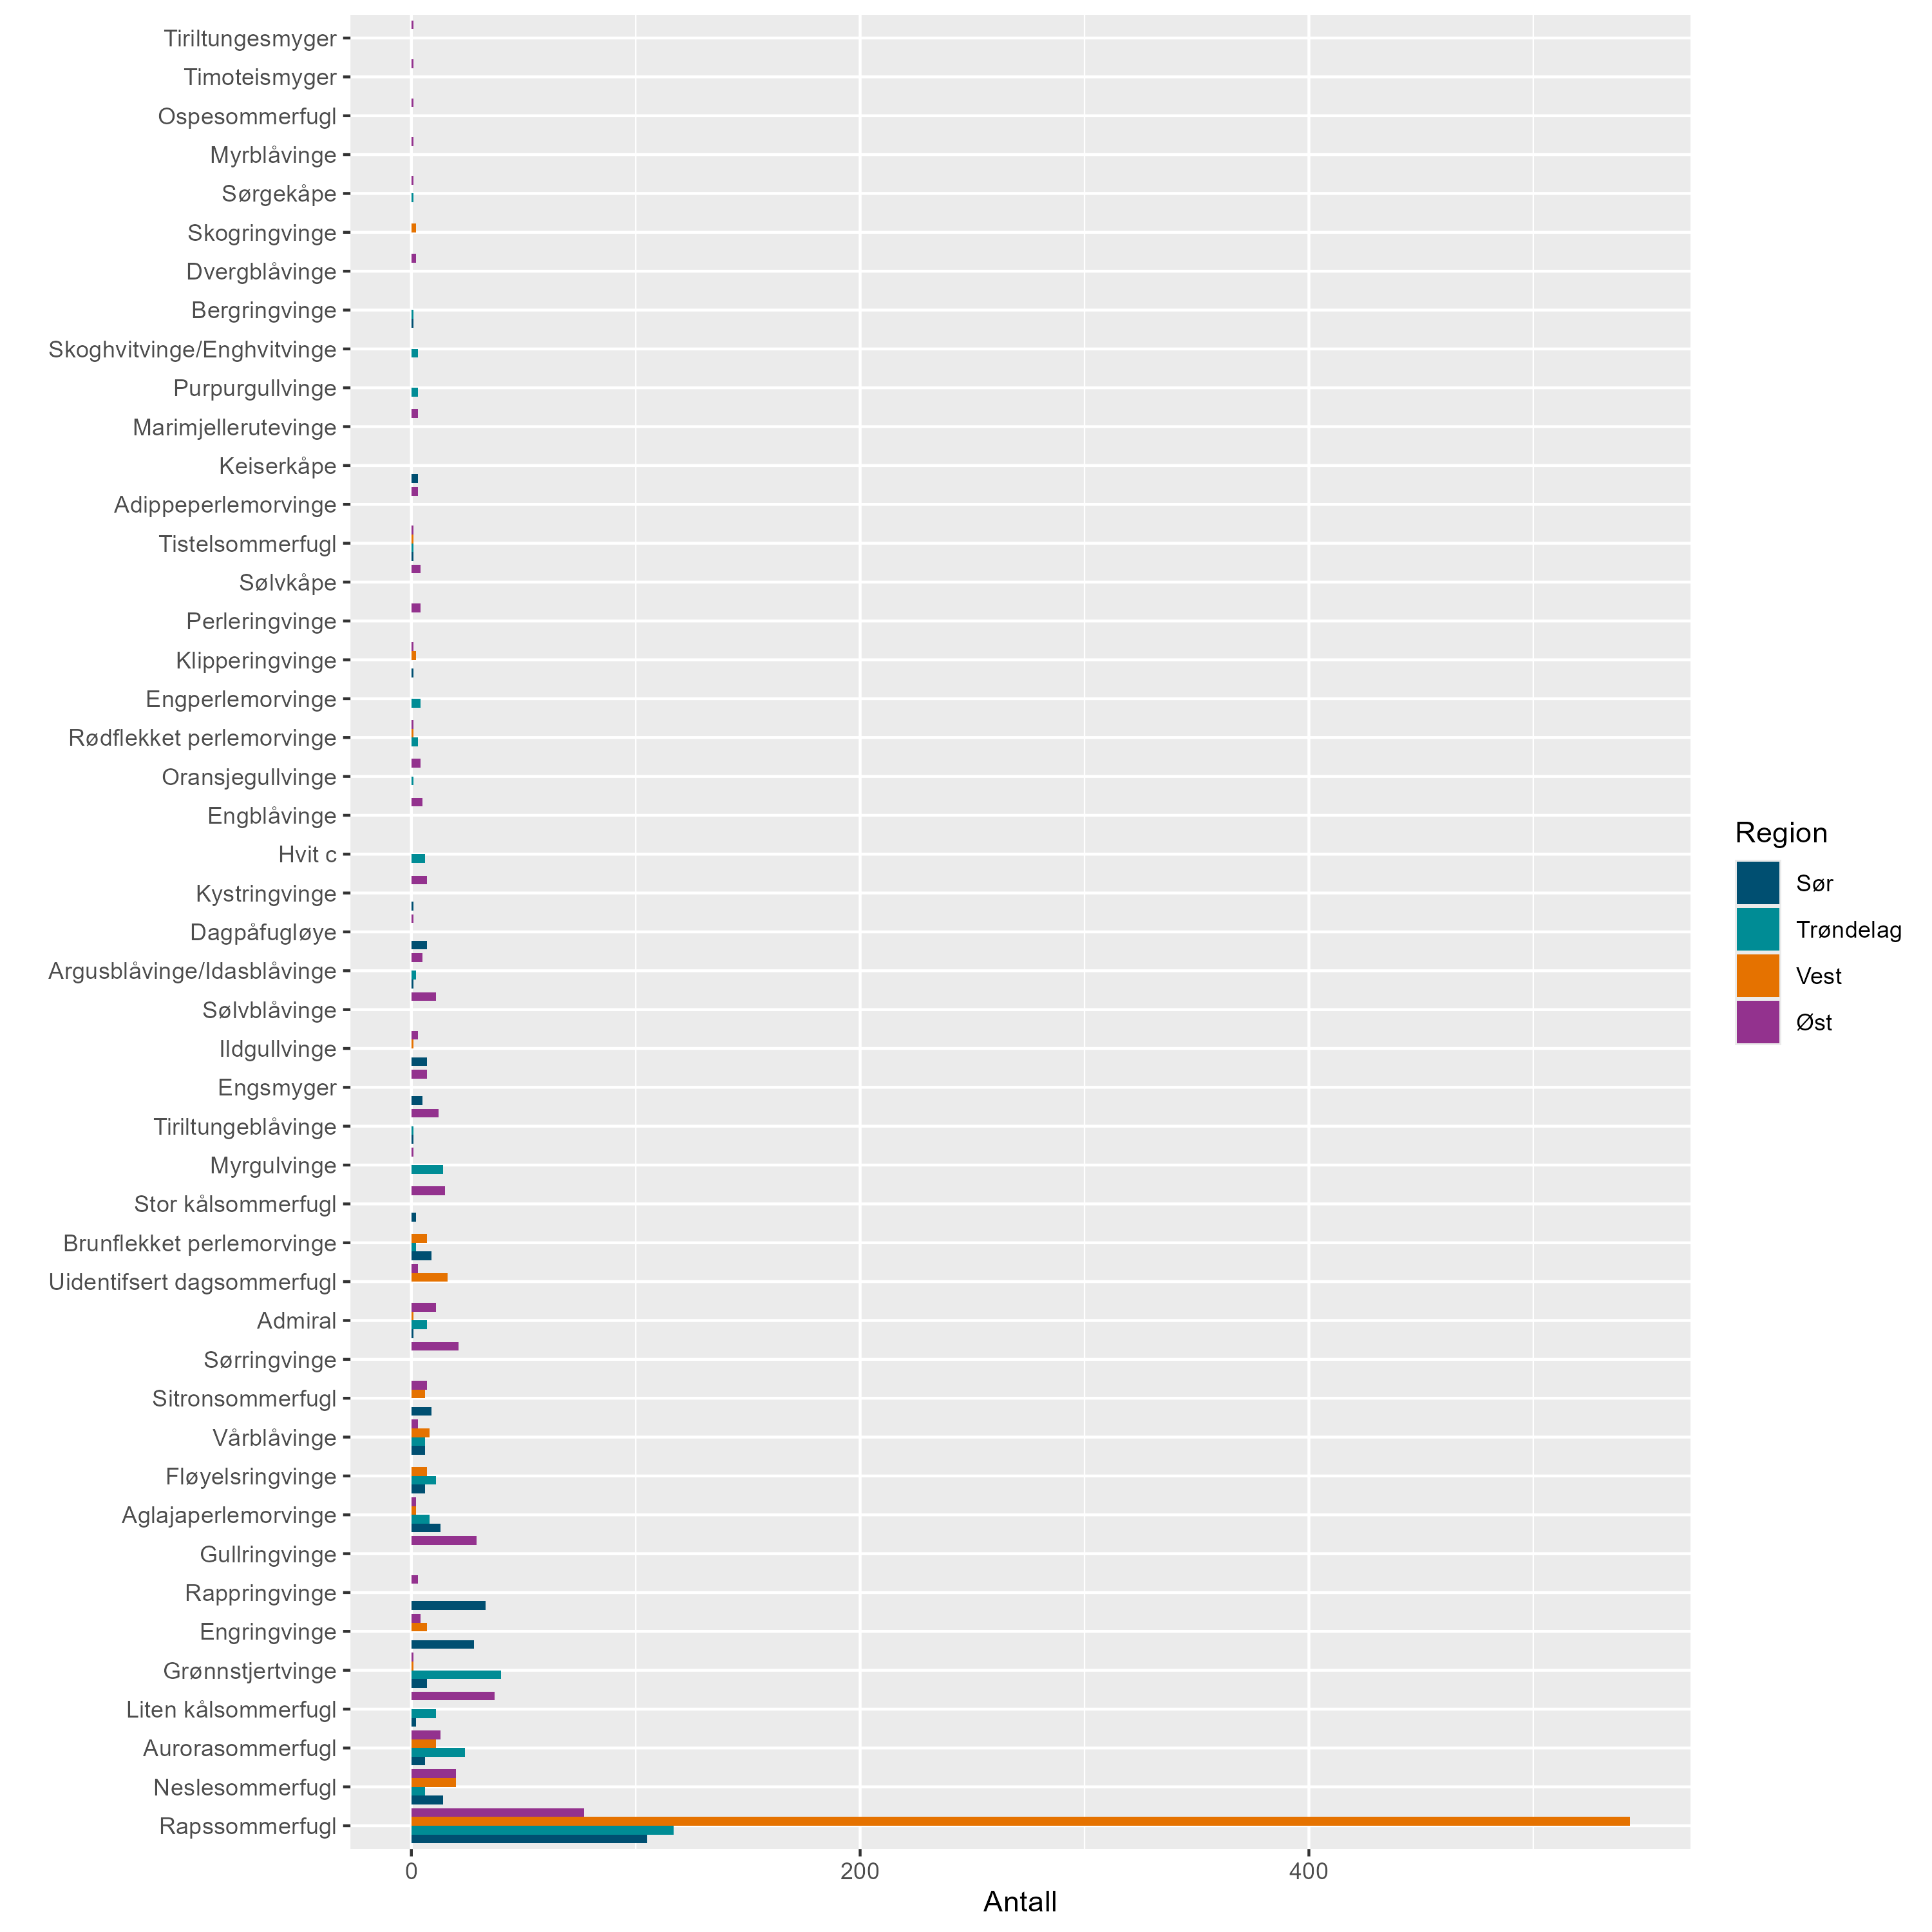 Tiriltungesmyger
Timoteismyger
Ospesommerfugl
Myrblåvinge
Sørgekåpe
Skogringvinge
Dvergblåvinge
Bergringvinge
Skoghvitvinge/Enghvitvinge
Purpurgullvinge
Marimjellerutevinge
Keiserkåpe
Adippeperlemorvinge
Tistelsommerfugl
Sølvkåpe
Perleringvinge
Klipperingvinge
Engperlemorvinge
Rødflekket perlemorvinge
Oransjegullvinge
Engblåvinge
Hvit c
Kystringvinge
Dagpåfugløye
Argusblåvinge/Idasblåvinge
Sølvblåvinge
Ildgullvinge
Engsmyger
Tiriltungeblåvinge
Myrgulvinge
Stor kålsommerfugl
Brunflekket perlemorvinge
Uidentifsert dagsommerfugl
Admiral
Sørringvinge
Sitronsommerfugl
Vårblåvinge
Fløyelsringvinge
Aglajaperlemorvinge
Gullringvinge
Rappringvinge
Engringvinge
Grønnstjertvinge
Liten kålsommerfugl
Aurorasommerfugl
Neslesommerfugl
Rapssommerfugl
0 200 400
Antall
Region
Sør
Trøndelag
Vest
Øst